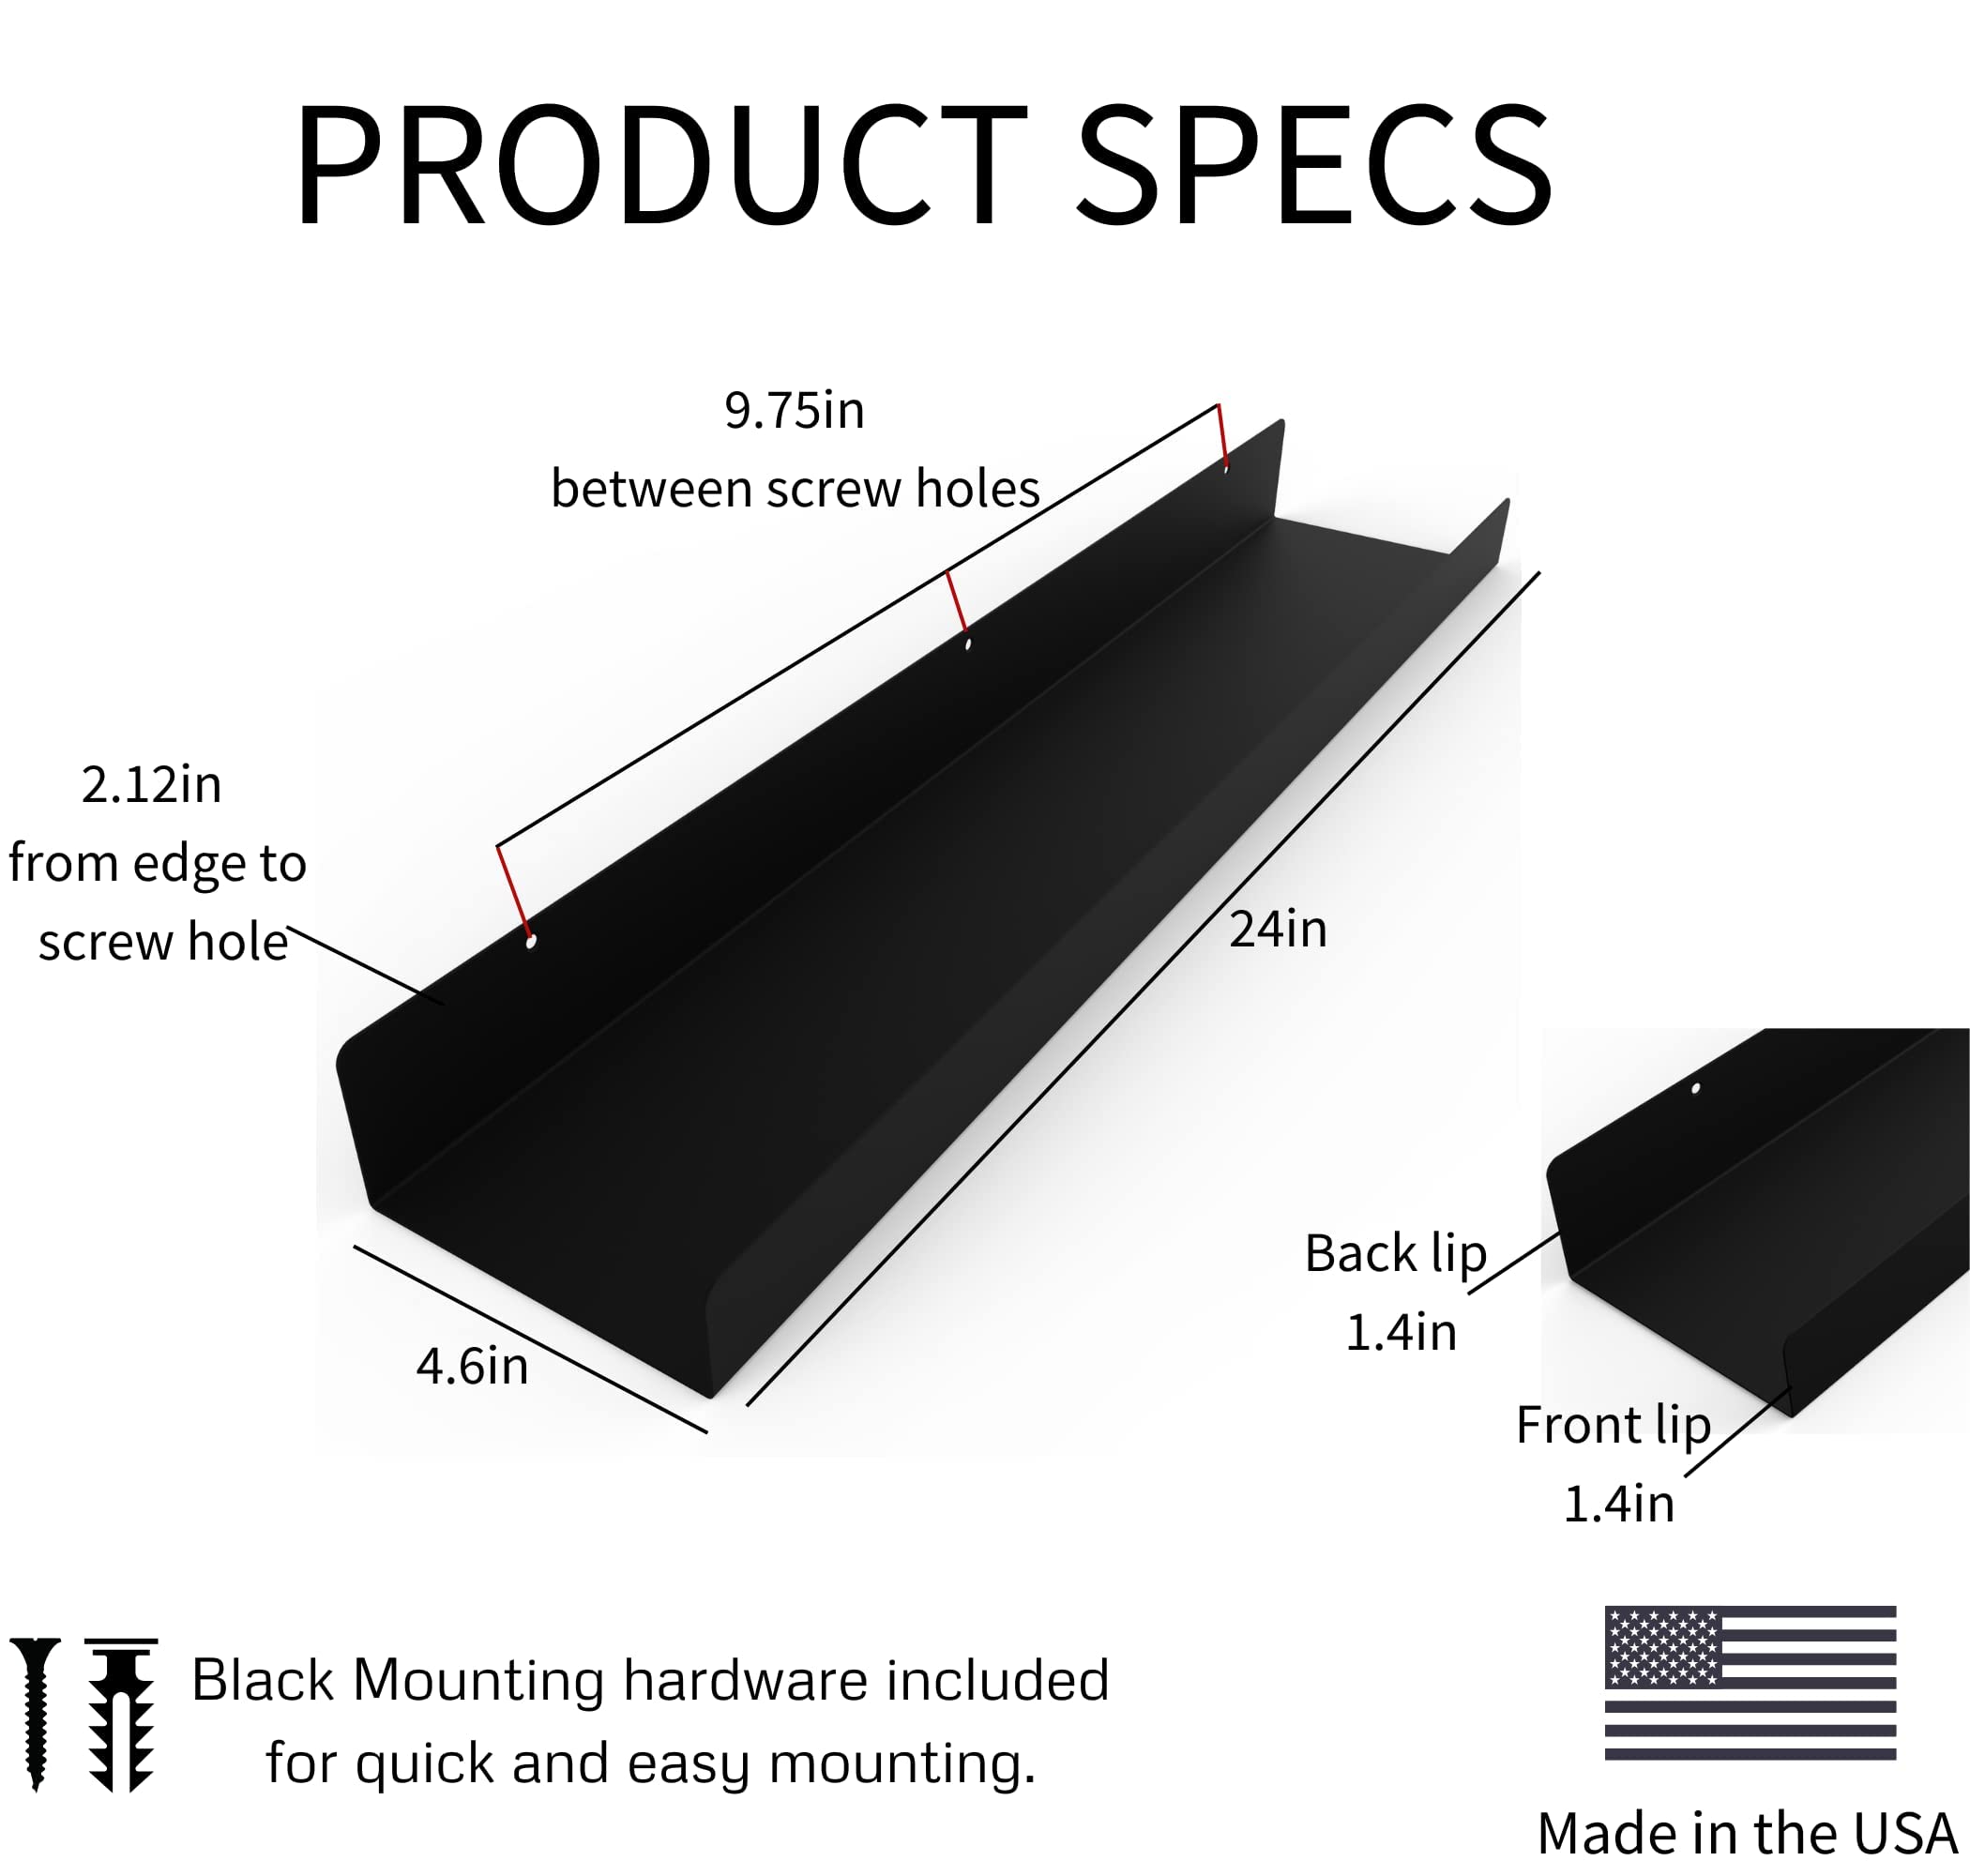 PRODUCT SPECS
9.75in
between screw holes
2.12in
from edge to
screw hole
24in
4.6in
Back lip
1.4in
Front lip
1.4in
Black Mounting hardware included
for quick and easy mounting.
Made in the USA